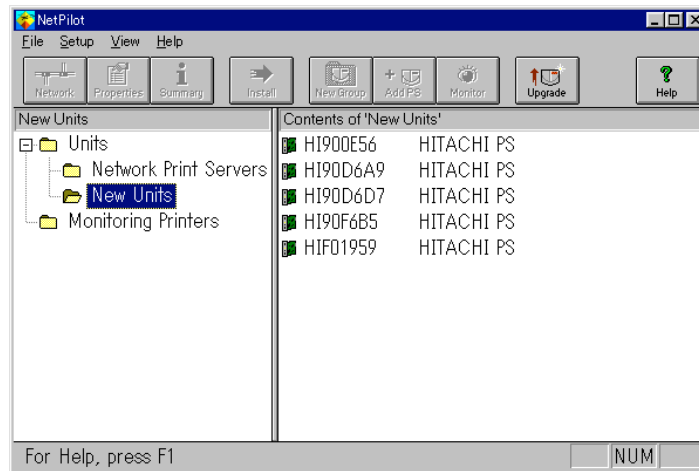 NetPilot
File Setup View Help
Network Properties Summary Install New Group Add PS Monitor Upgrade Help
New Units Contents of 'New Units'
Units
Network Print Servers
New Units
Monitoring Printers
HI900E56 HITACHI PS
HI90D6A9 HITACHI PS
HI90D6D7 HITACHI PS
HI90F6B5 HITACHI PS
HIF01959 HITACHI PS
For Help, press F1 NUM